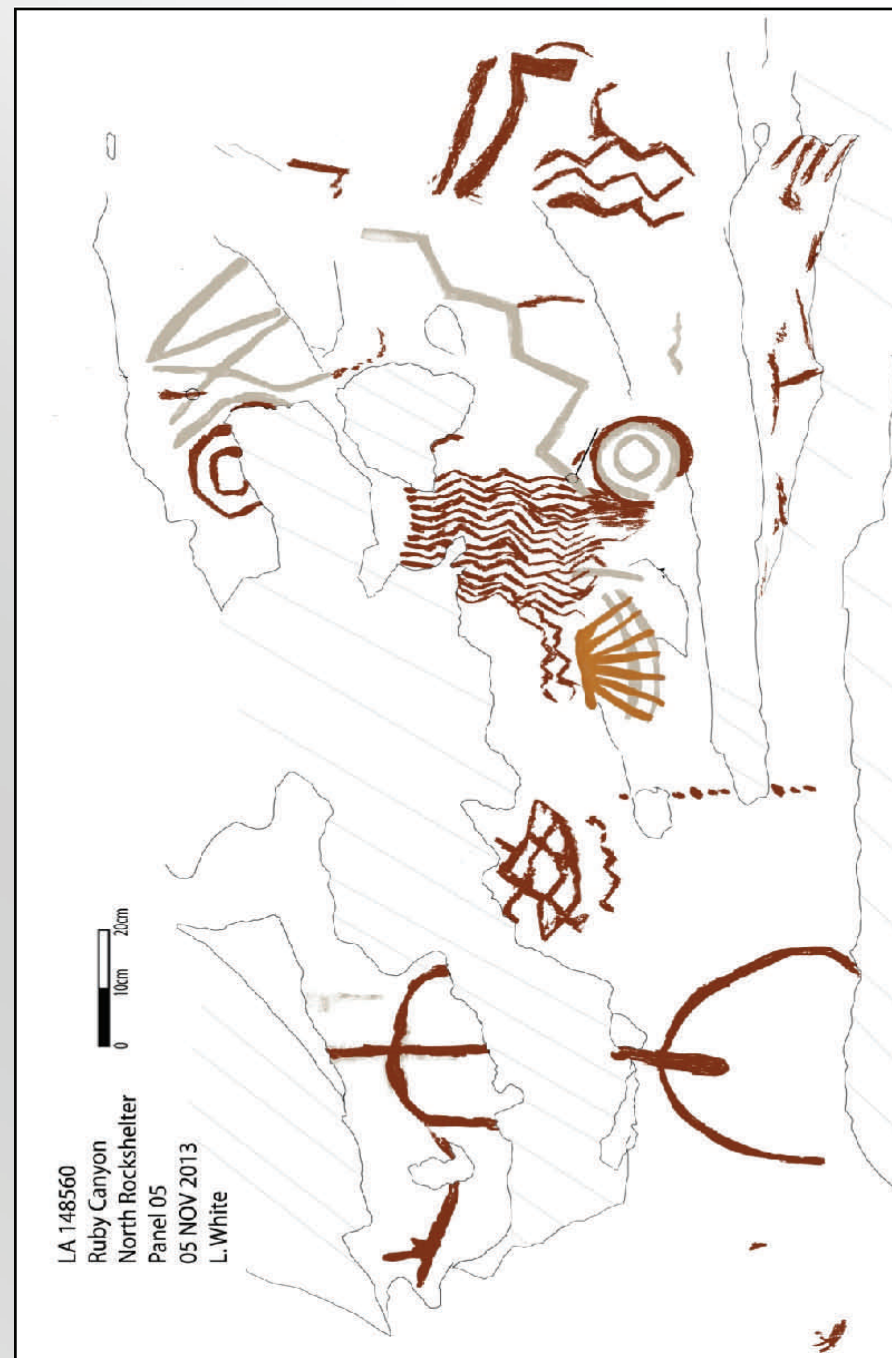 LA 148560
Ruby Canyon
North Rockshelter
Panel 05
05 NOV 2013
L.White
0 10cm 20cm